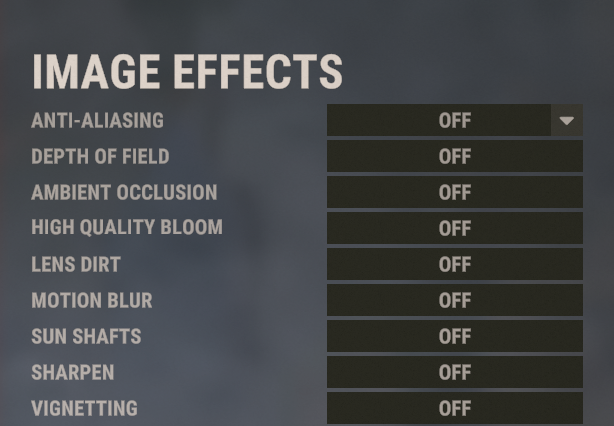 IMAGE EFFECTS
ANTI-ALIASING OFF
DEPTH OF FIELD OFF
AMBIENT OCCLUSION OFF
HIGH QUALITY BLOOM OFF
LENS DIRT OFF
MOTION BLUR OFF
SUN SHAFTS OFF
SHARPEN OFF
VIGNETTING OFF